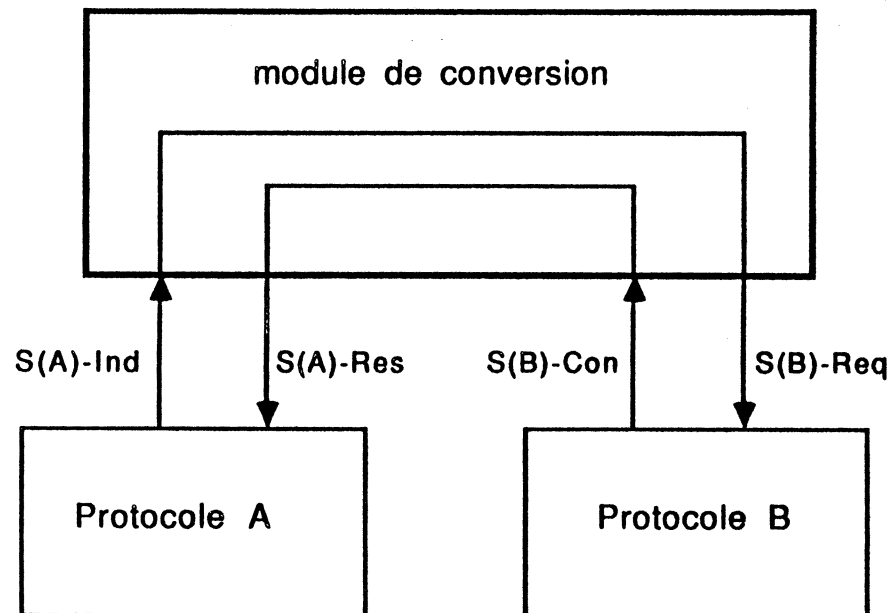 module de conversion
S(A)-Ind
S(A)-Res
S(B)-Con
S(B)-Req
Protocole A
Protocole B